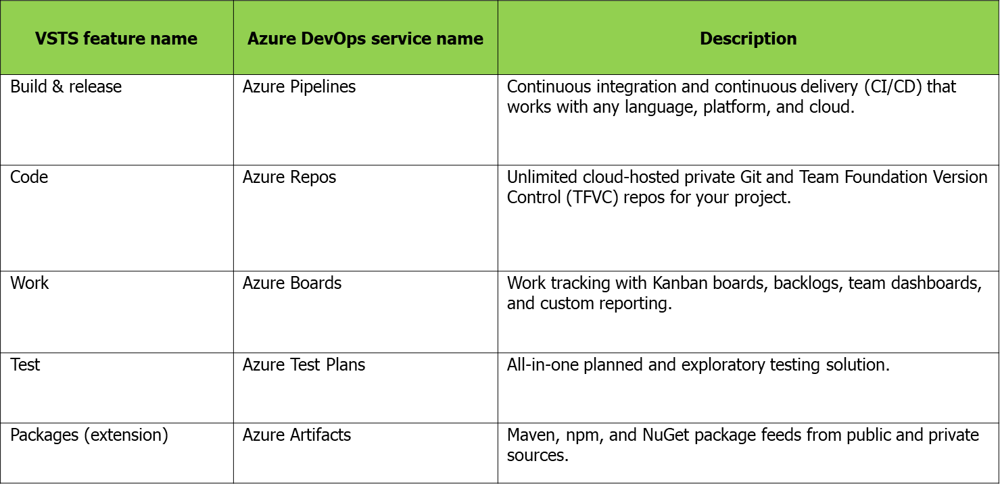 VSTS feature name
Azure DevOps service name
Description
Build & release
Azure Pipelines
Continuous integration and continuous delivery (CI/CD) that
works with any language, platform, and cloud.
Code
Azure Repos
Unlimited cloud-hosted private Git and Team Foundation Version
Control (TFVC) repos for your project.
Work
Azure Boards
Work tracking with Kanban boards, backlogs, team dashboards,
and custom reporting.
Test
Azure Test Plans
All-in-one planned and exploratory testing solution.
Packages (extension)
Azure Artifacts
Maven, npm, and NuGet package feeds from public and private
sources.